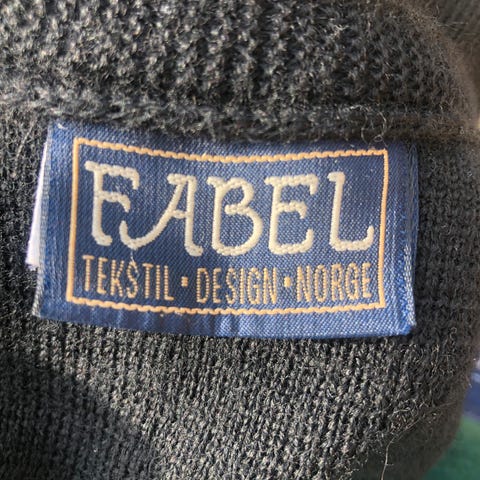 FABEL
TEKSTIL · DESIGN · NORGE